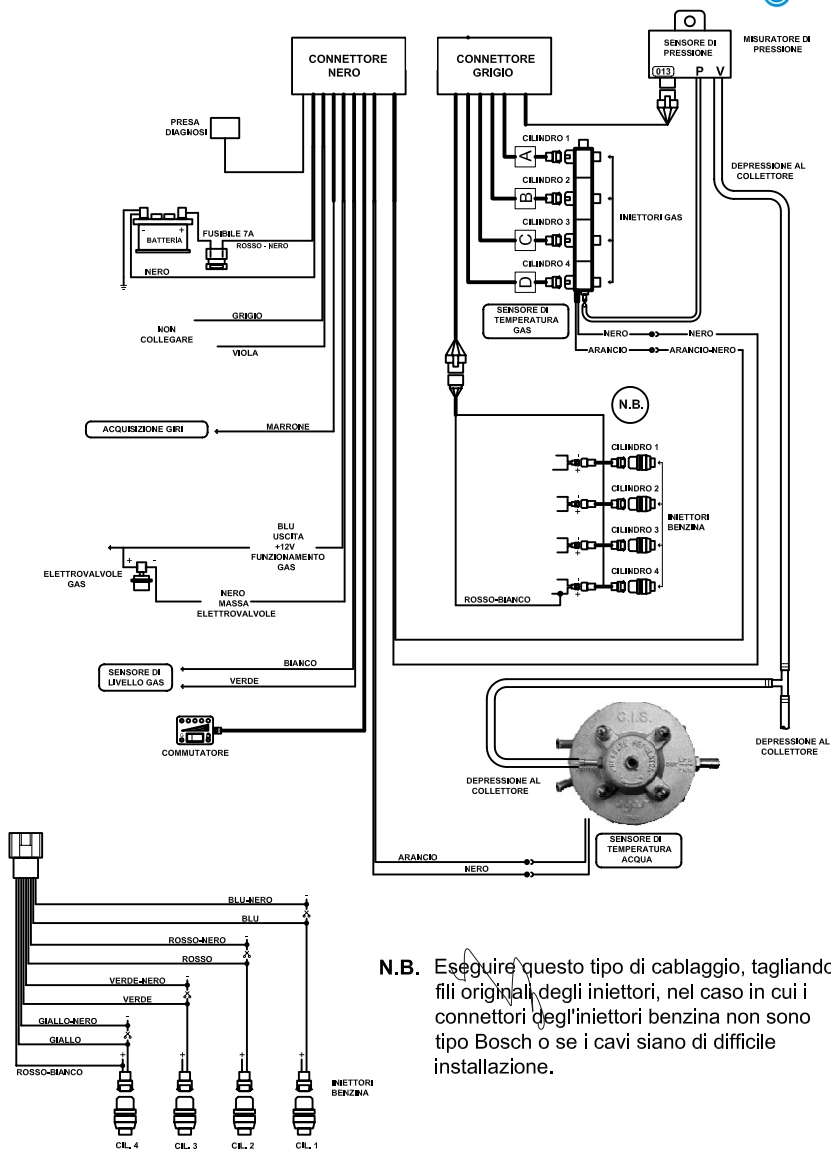 CONNETTORE
NERO
CONNETTORE
GRIGIO
SENSORE DI
PRESSIONE
013 P V
MISURATORE DI
PRESSIONE
PRESA
DIAGNOSI
CILINDRO 1
A
CILINDRO 2
B
CILINDRO 3
C
CILINDRO 4
D
INIETTORI GAS
DEPRESSIONE AL
COLLETTORE
- +
BATTERIA
FUSIBILE 7A
ROSSO - NERO
NERO
SENSORE DI
TEMPERATURA
GAS
NERO NERO
ARANCIO ARANCIO-NERO
GRIGIO
NON
COLLEGARE
VIOLA
N.B.
ACQUISIZIONE GIRI
MARRONE
CILINDRO 1
- +
CILINDRO 2
- +
CILINDRO 3
- +
CILINDRO 4
- +
INIETTORI
BENZINA
ROSSO-BIANCO
BLU
USCITA
+12V
FUNZIONAMENTO
GAS
+ -
ELETTROVALVOLE
GAS
NERO
MASSA
ELETTROVALVOLE
BIANCO
SENSORE DI
LIVELLO GAS
VERDE
COMMUTATORE
C.I.S.
DEPRESSIONE AL
COLLETTORE
DEPRESSIONE AL
COLLETTORE
SENSORE DI
TEMPERATURA
ACQUA
ARANCIO
NERO
BLU-NERO -
BLU
ROSSO-NERO -
ROSSO
VERDE-NERO -
VERDE
GIALLO-NERO -
GIALLO
ROSSO-BIANCO
+ + + +
INIETTORI
BENZINA
CIL. 4 CIL. 3 CIL. 2 CIL. 1
N.B. Eseguire questo tipo di cablaggio, tagliando
fili originali degli iniettori, nel caso in cui i
connettori degl'iniettori benzina non sono
tipo Bosch o se i cavi siano di difficile
installazione.